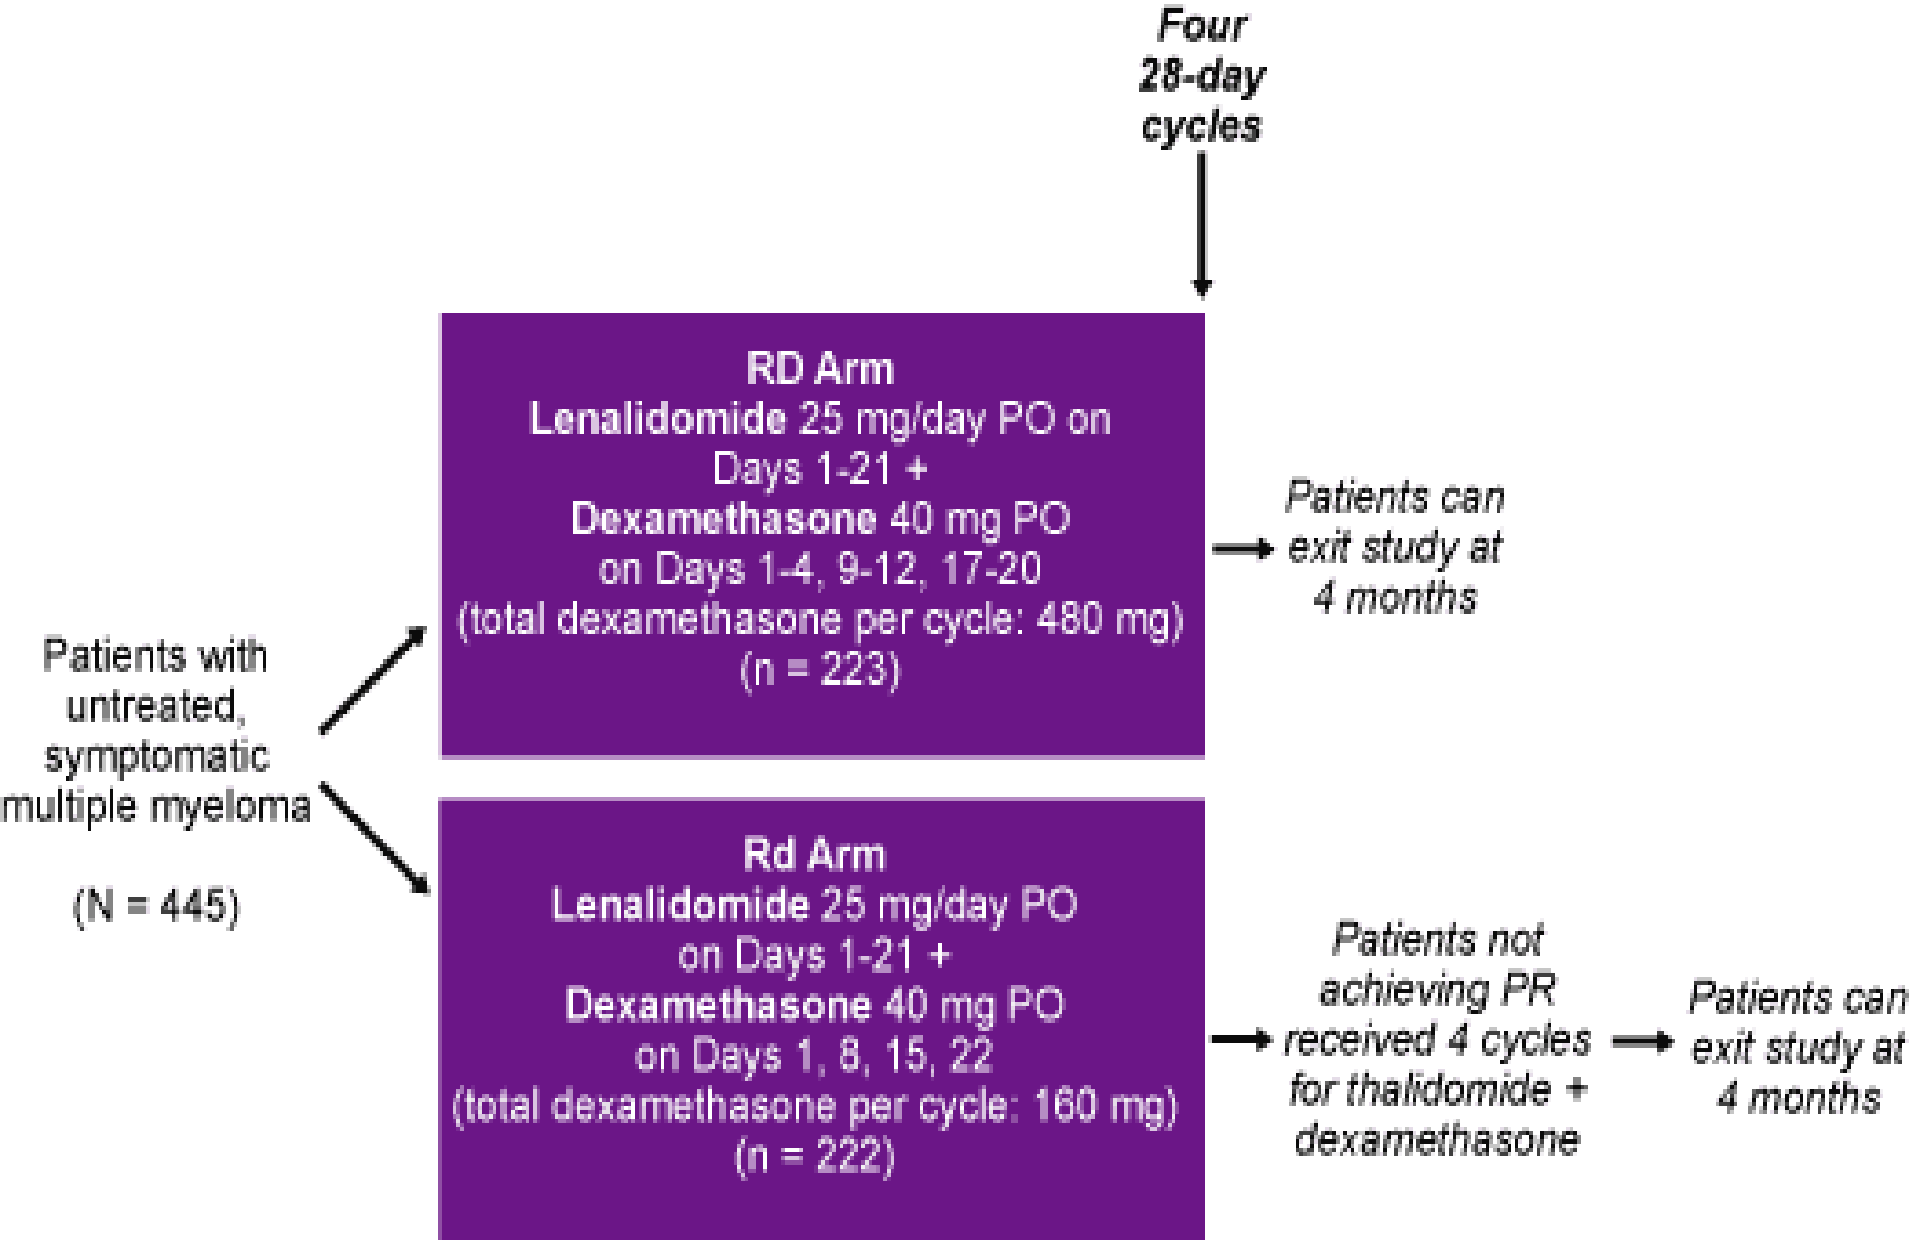 Four
28-day
cycles
RD Arm
Lenalidomide 25 mg/day PO on
Days 1-21 +
Dexamethasone 40 mg PO
on Days 1-4, 9-12, 17-20
(total dexamethasone per cycle: 480 mg)
(n = 223)
Patients can
exit study at
4 months
Patients with
untreated,
symptomatic
multiple myeloma
(N = 445)
Rd Arm
Lenalidomide 25 mg/day PO
on Days 1-21 +
Dexamethasone 40 mg PO
on Days 1, 8, 15, 22
(total dexamethasone per cycle: 160 mg)
(n = 222)
Patients not
achieving PR
received 4 cycles
for thalidomide +
dexamethasone
Patients can
exit study at
4 months